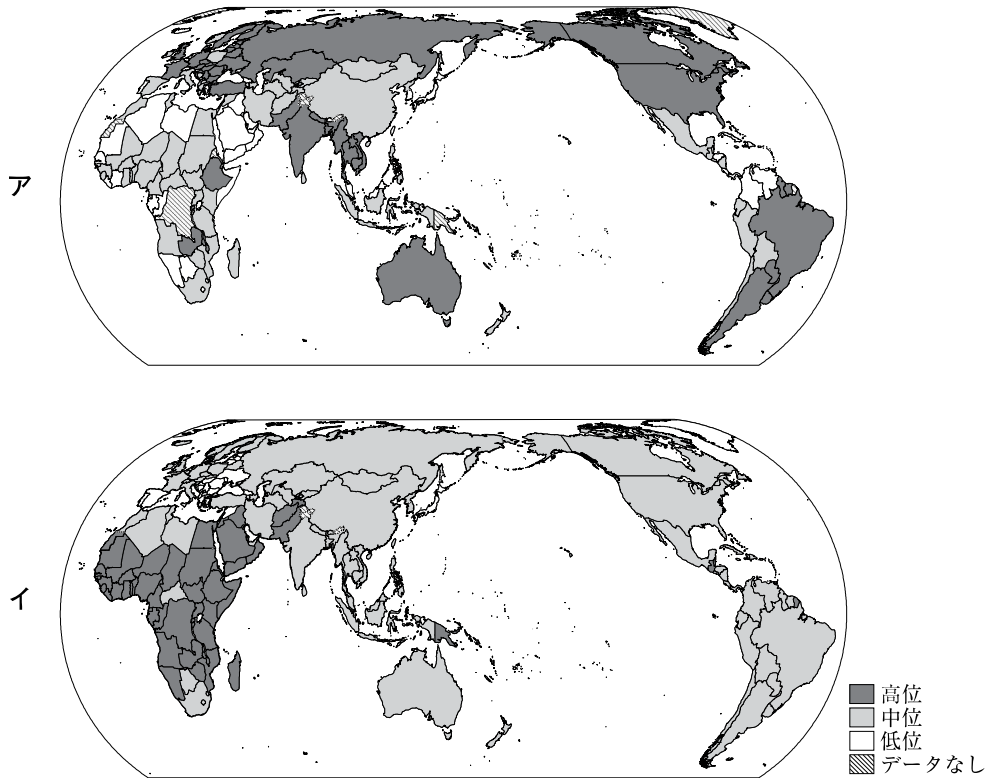 ア
イ
高位
中位
低位
データなし